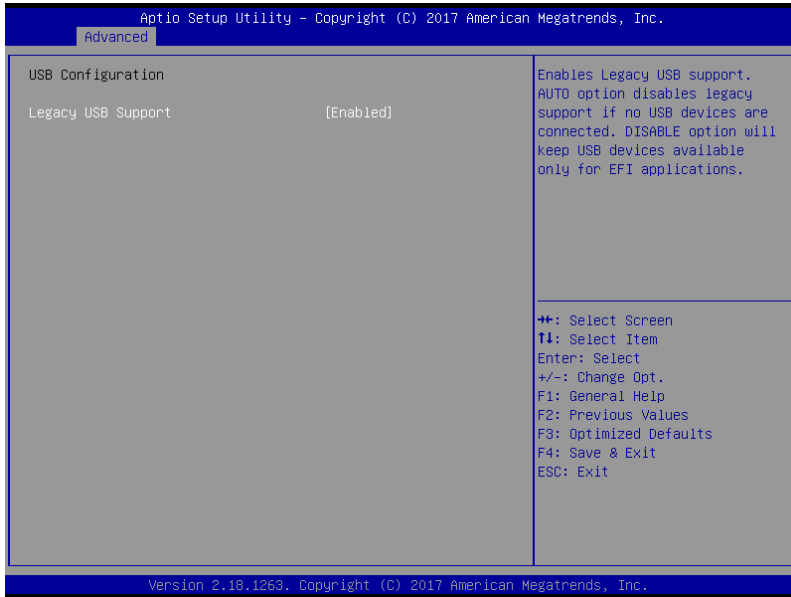 Aptio Setup Utility – Copyright (C) 2017 American Megatrends, Inc.
Advanced
USB Configuration
Legacy USB Support [Enabled]
Enables Legacy USB support.
AUTO option disables legacy
support if no USB devices are
connected. DISABLE option will
keep USB devices available
only for EFI applications.
→←: Select Screen
↑↓: Select Item
Enter: Select
+/-: Change Opt.
F1: General Help
F2: Previous Values
F3: Optimized Defaults
F4: Save & Exit
ESC: Exit
Version 2.18.1263. Copyright (C) 2017 American Megatrends, Inc.